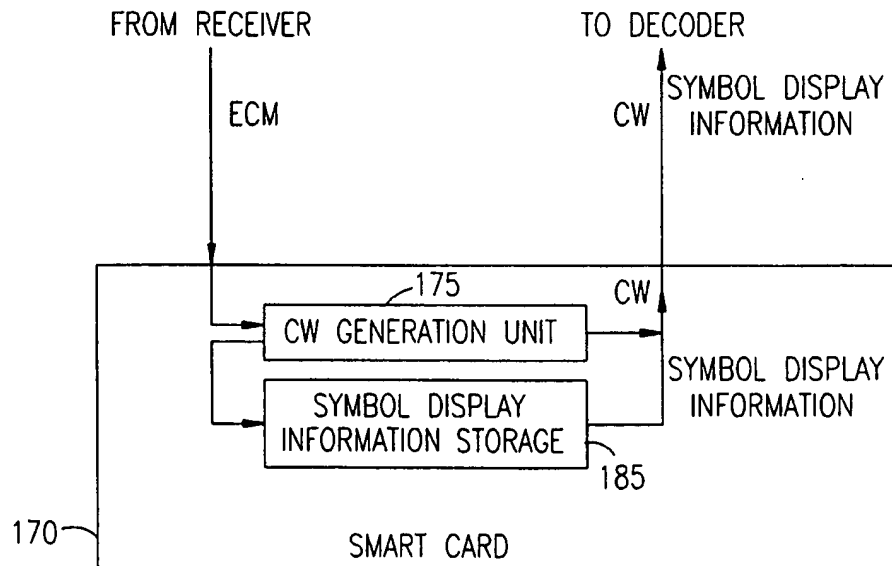 FROM RECEIVER
TO DECODER
ECM
CW
SYMBOL DISPLAY
INFORMATION
175
CW
CW GENERATION UNIT
SYMBOL DISPLAY
INFORMATION
SYMBOL DISPLAY
INFORMATION STORAGE
185
170
SMART CARD